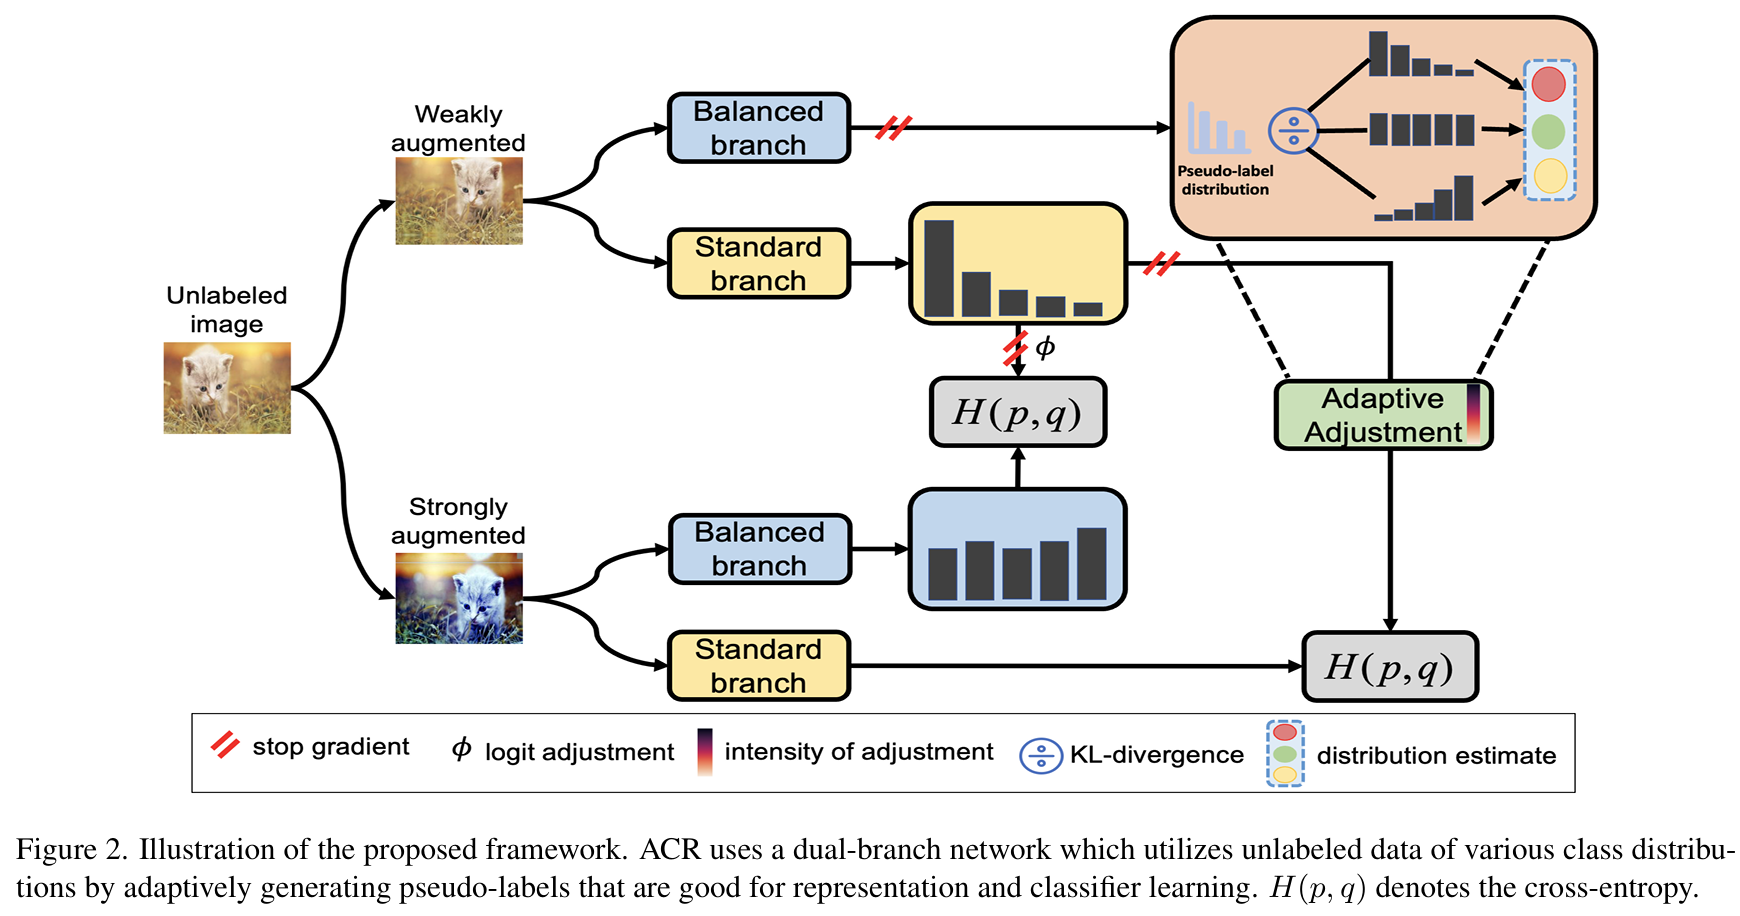 Weakly
augmented
Balanced
branch
Pseudo-label
distribution
Standard
branch
Unlabeled
image
ϕ
H(p,q)
Adaptive
Adjustment
Strongly
augmented
Balanced
branch
Standard
branch
H(p,q)
stop gradient
ϕ logit adjustment
intensity of adjustment
KL-divergence
distribution estimate
Figure 2. Illustration of the proposed framework. ACR uses a dual-branch network which utilizes unlabeled data of various class distribu-
tions by adaptively generating pseudo-labels that are good for representation and classifier learning. H(p, q) denotes the cross-entropy.